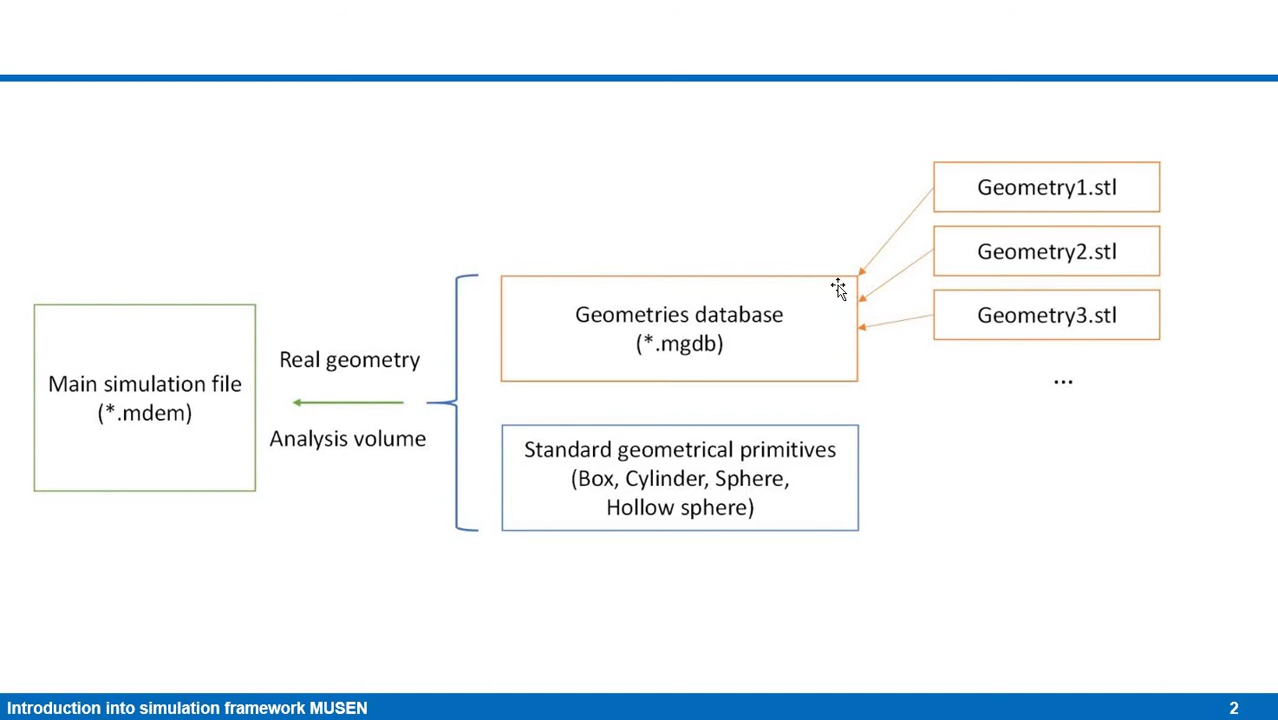 Geometry1.stl
Geometry2.stl
Geometry3.stl
...
Geometries database
(*.mgdb)
Real geometry
Main simulation file
(*.mdem)
Analysis volume
Standard geometrical primitives
(Box, Cylinder, Sphere,
Hollow sphere)
Introduction into simulation framework MUSEN
2